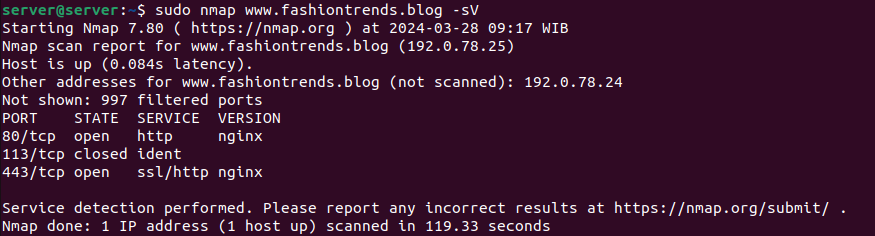 server@server:~$ sudo nmap www.fashiontrends.blog -sV
Starting Nmap 7.80 ( https://nmap.org ) at 2024-03-28 09:17 WIB
Nmap scan report for www.fashiontrends.blog (192.0.78.25)
Host is up (0.084s latency).
Other addresses for www.fashiontrends.blog (not scanned): 192.0.78.24
Not shown: 997 filtered ports
PORT    STATE  SERVICE  VERSION
80/tcp  open   http     nginx
113/tcp closed ident
443/tcp open   ssl/http nginx
Service detection performed. Please report any incorrect results at https://nmap.org/submit/ .
Nmap done: 1 IP address (1 host up) scanned in 119.33 seconds